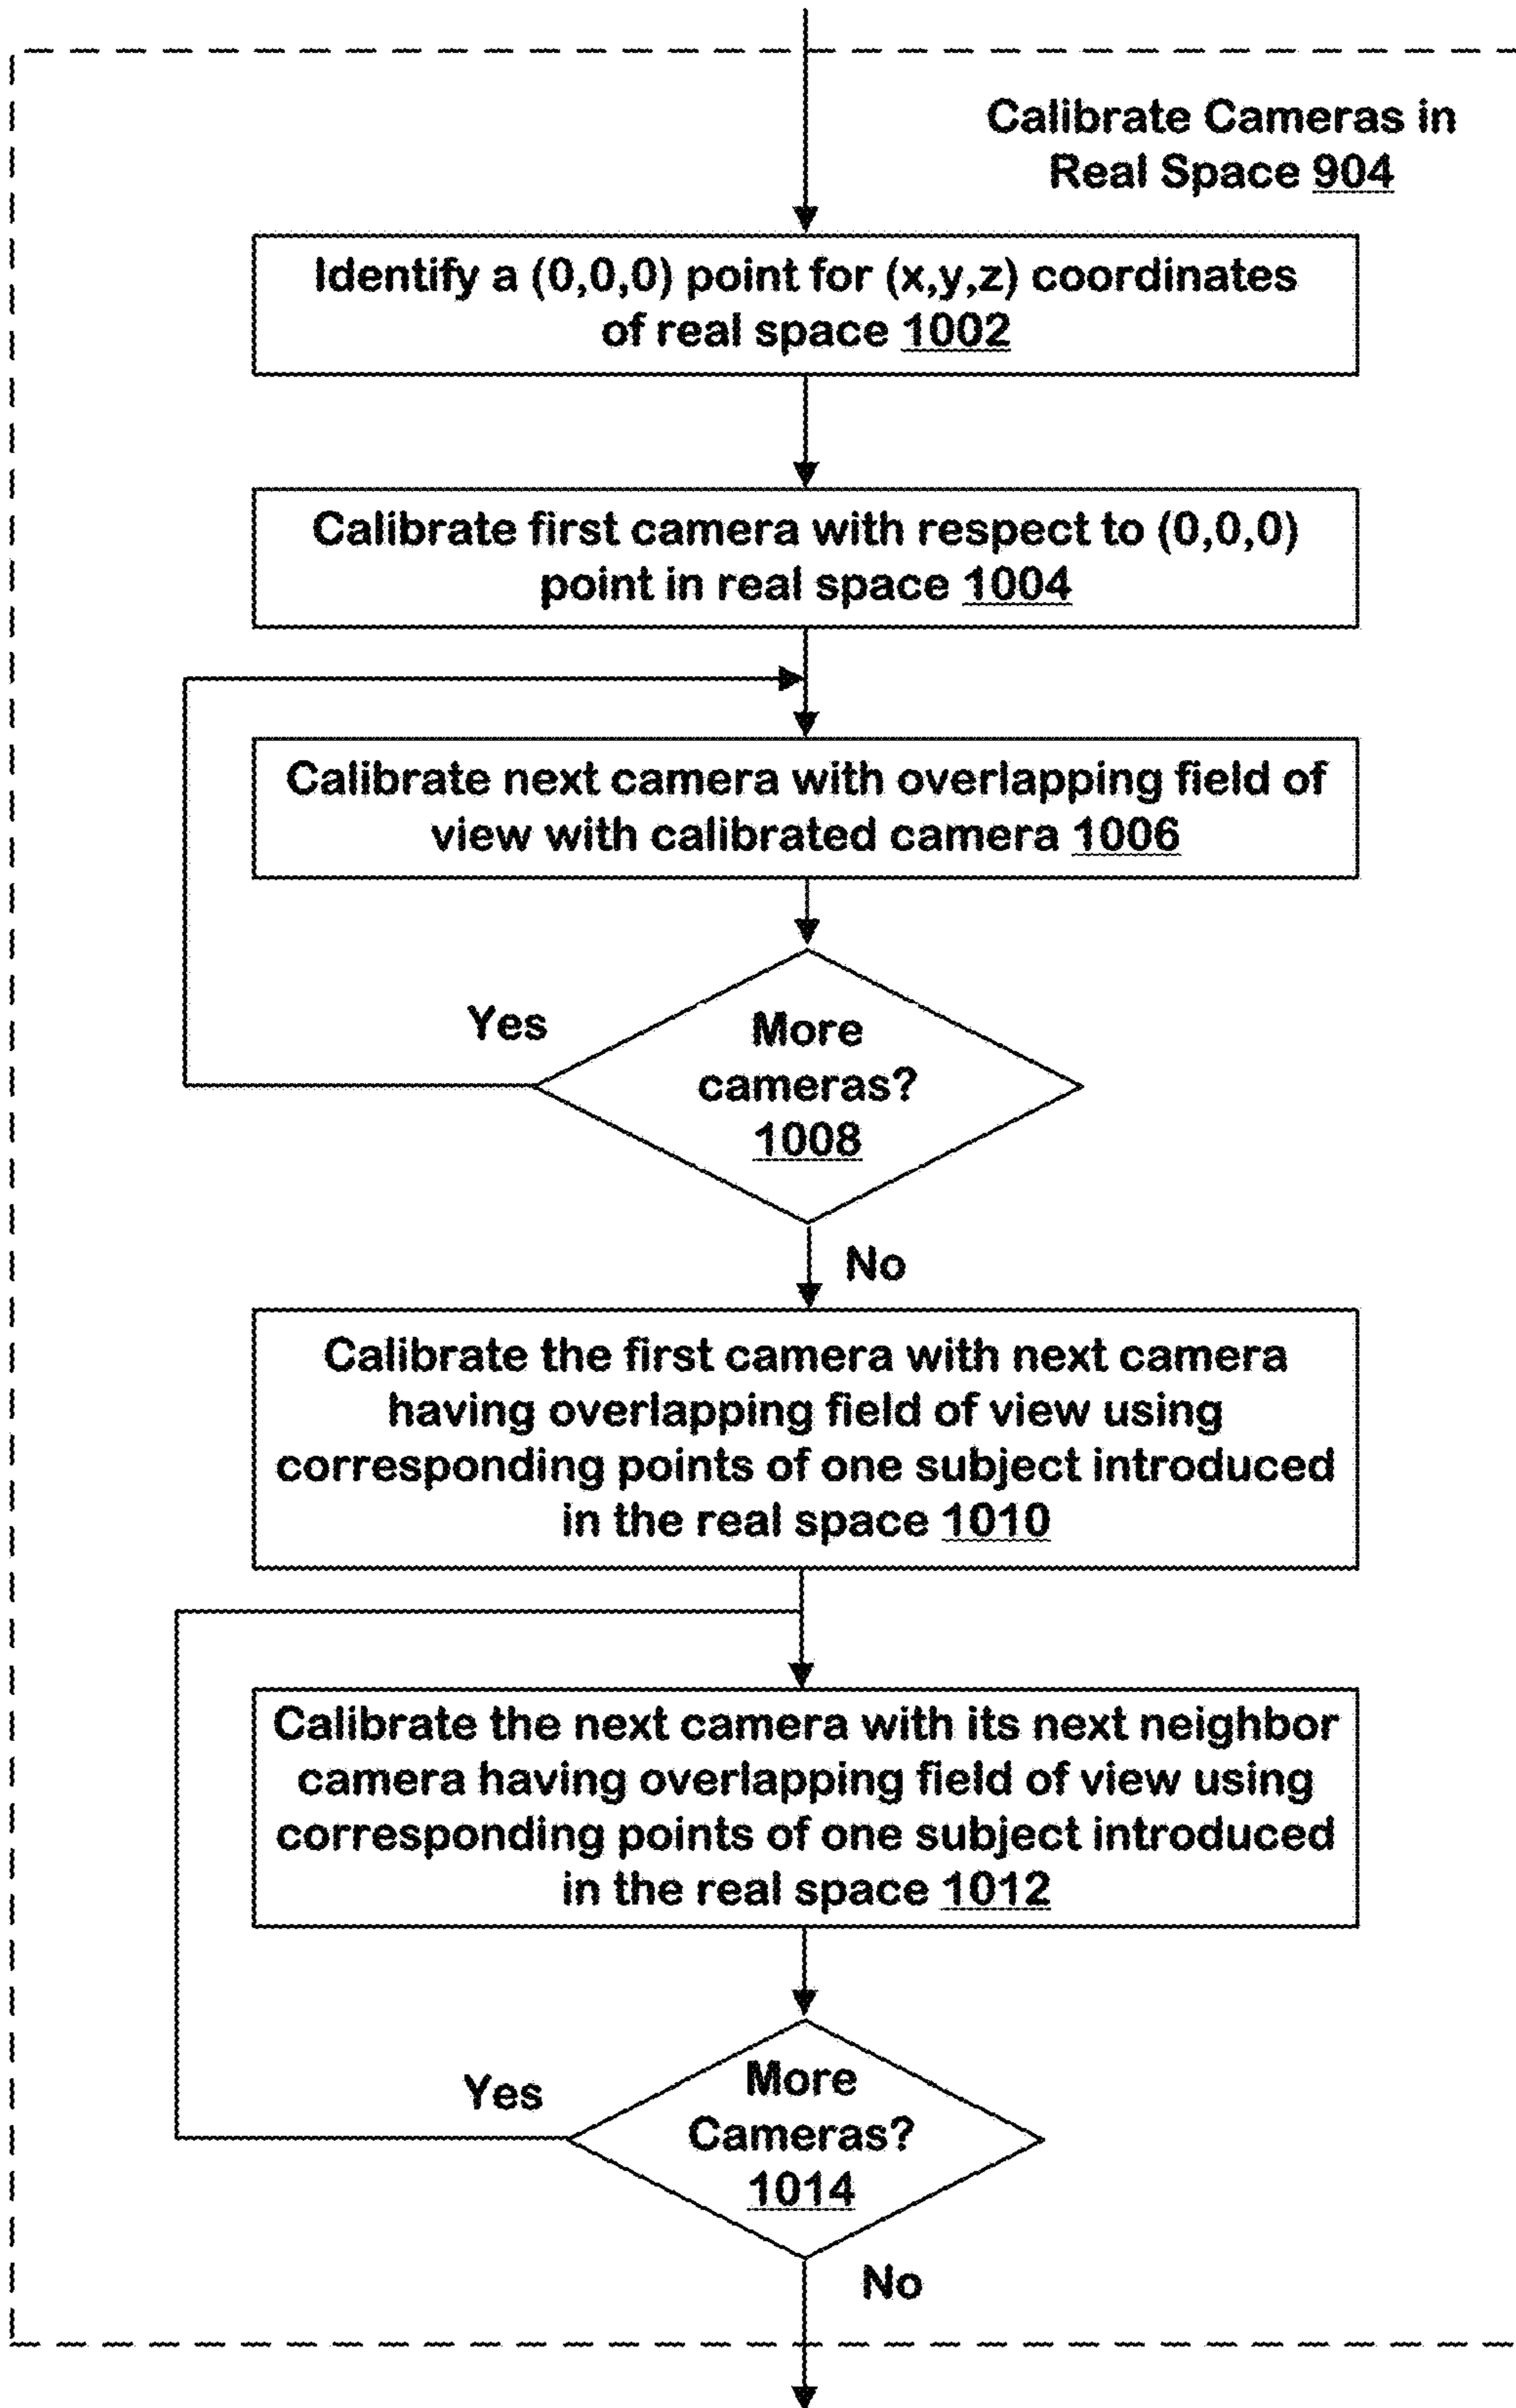 Calibrate Cameras in
Real Space 904
Identify a (0,0,0) point for (x,y,z) coordinates
of real space 1002
Calibrate first camera with respect to (0,0,0)
point in real space 1004
Calibrate next camera with overlapping field of
view with calibrated camera 1006
Yes
More
cameras?
1008
No
Calibrate the first camera with next camera
having overlapping field of view using
corresponding points of one subject introduced
in the real space 1010
Calibrate the next camera with its next neighbor
camera having overlapping field of view using
corresponding points of one subject introduced
in the real space 1012
Yes
More
Cameras?
1014
No